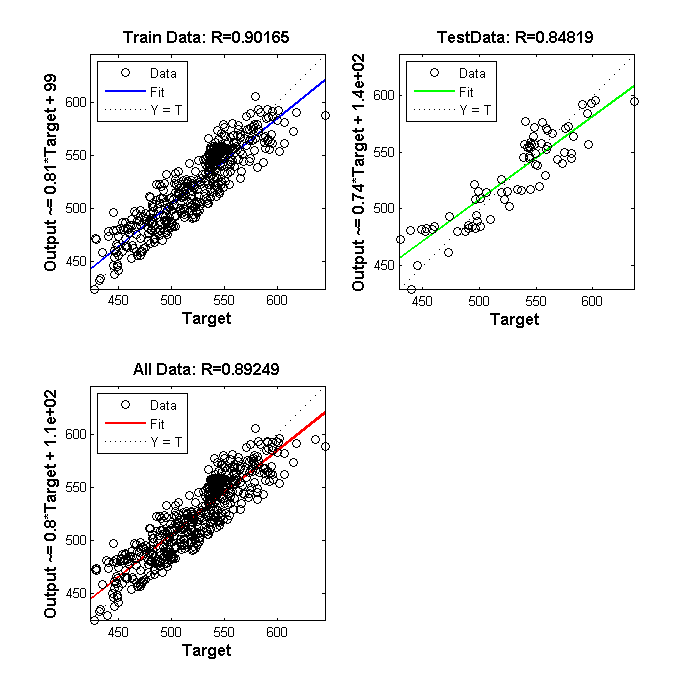 Train Data: R=0.90165
Output ~= 0.81*Target + 99
Data
Fit
Y = T
600
550
500
450
450 500 550 600
Target
TestData: R=0.84819
Output ~= 0.74*Target + 1.4e+02
Data
Fit
Y = T
600
550
500
450
450 500 550 600
Target
All Data: R=0.89249
Output ~= 0.8*Target + 1.1e+02
Data
Fit
Y = T
600
550
500
450
450 500 550 600
Target